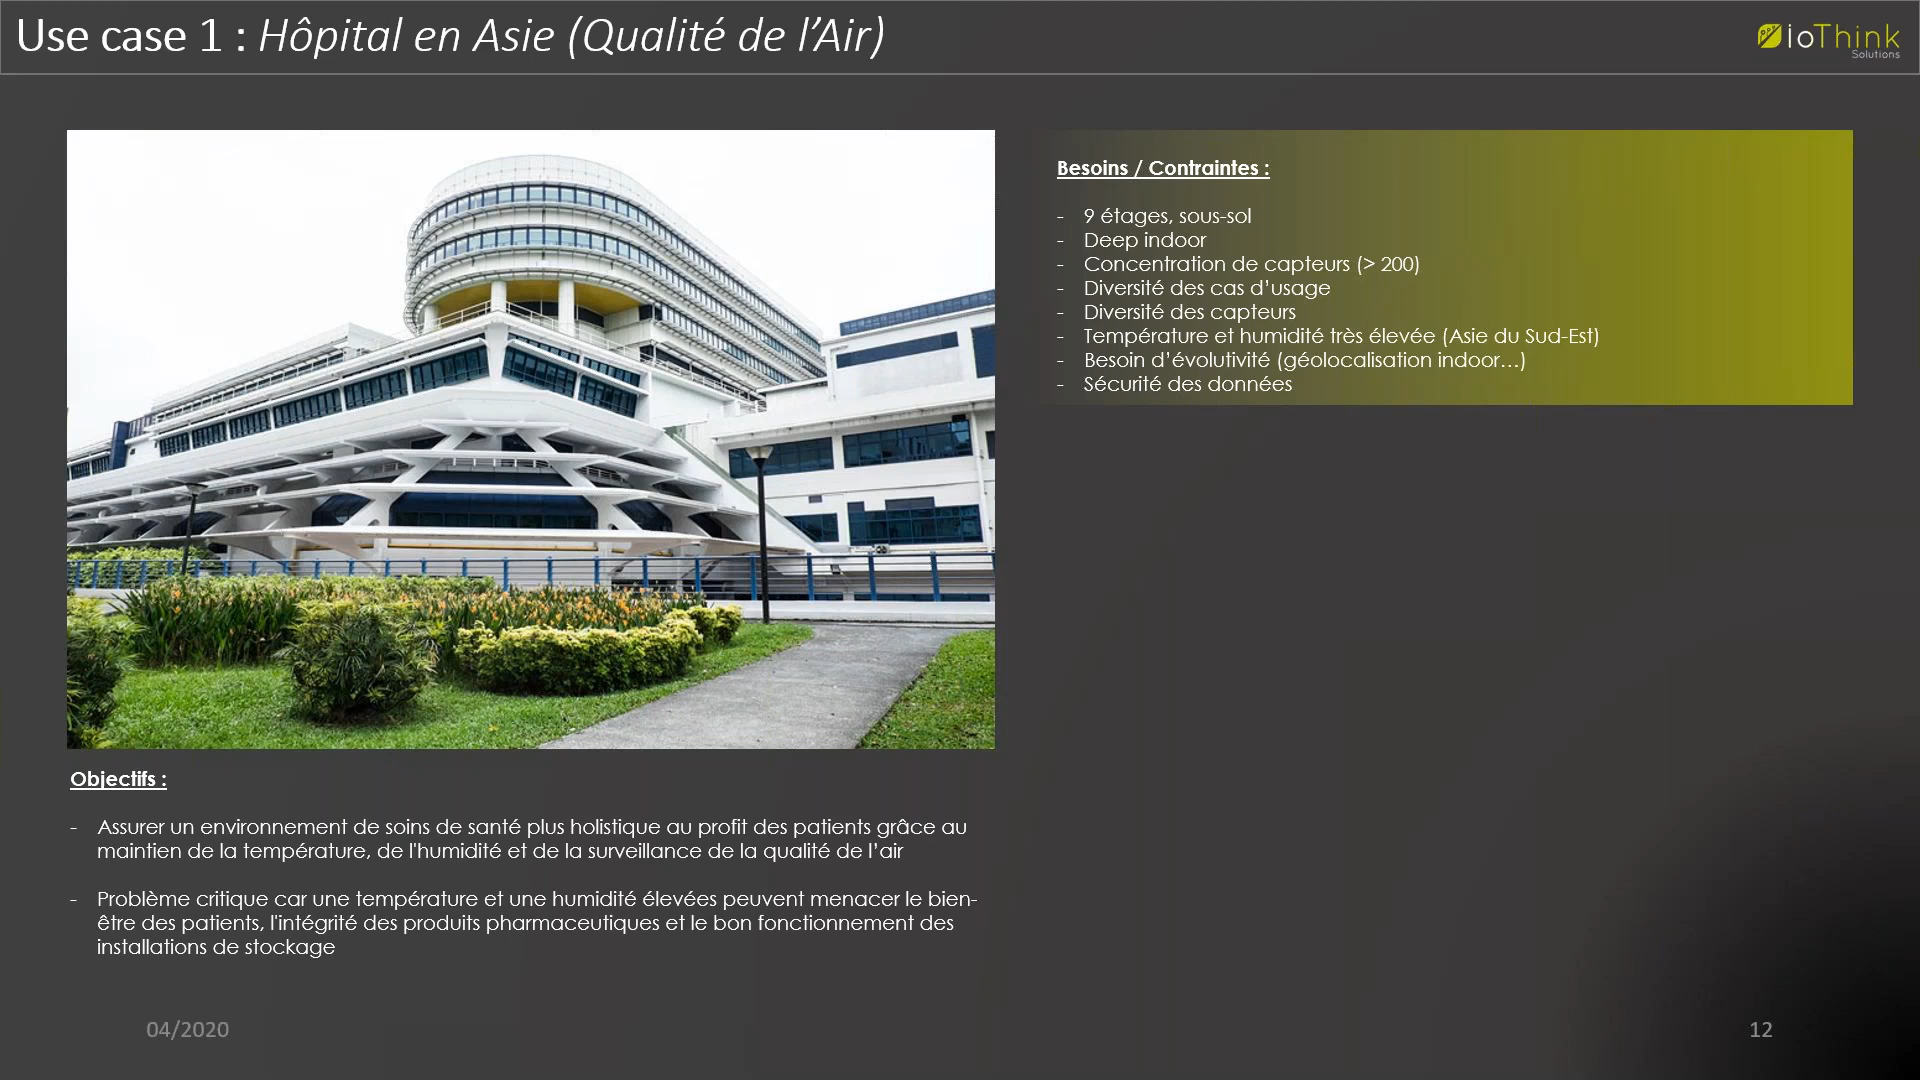 Use case 1 : Hôpital en Asie (Qualité de l’Air)
ioThink
Solutions
Besoins / Contraintes :
- 9 étages, sous-sol
- Deep indoor
- Concentration de capteurs (> 200)
- Diversité des cas d’usage
- Diversité des capteurs
- Température et humidité très élevée (Asie du Sud-Est)
- Besoin d’évolutivité (géolocalisation indoor…)
- Sécurité des données
Objectifs :
- Assurer un environnement de soins de santé plus holistique au profit des patients grâce au
maintien de la température, de l'humidité et de la surveillance de la qualité de l’air
- Problème critique car une température et une humidité élevées peuvent menacer le bien-
être des patients, l'intégrité des produits pharmaceutiques et le bon fonctionnement des
installations de stockage
04/2020
12